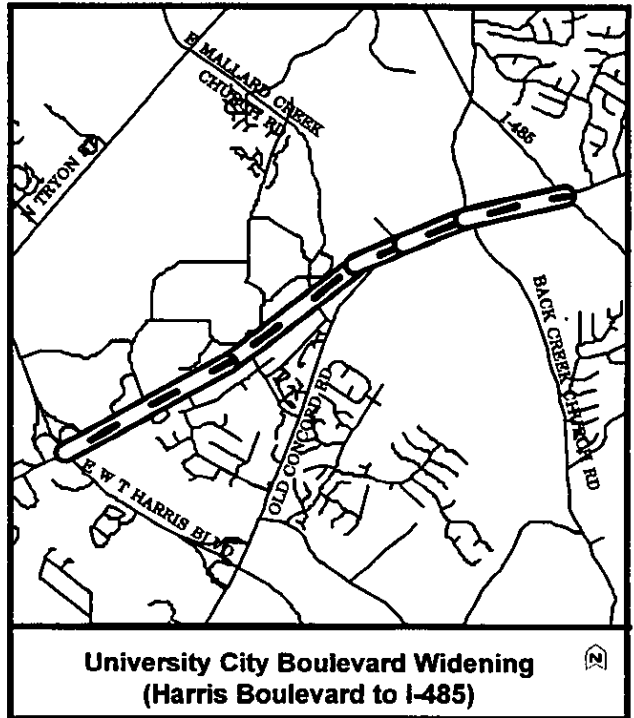 E MALLARD CREEK
CHURCH RD
I-485
N TRYON ST
BACK CREEK CHURCH RD
OLD CONCORD RD
E W T HARRIS BLVD
University City Boulevard Widening
(Harris Boulevard to I-485)
N